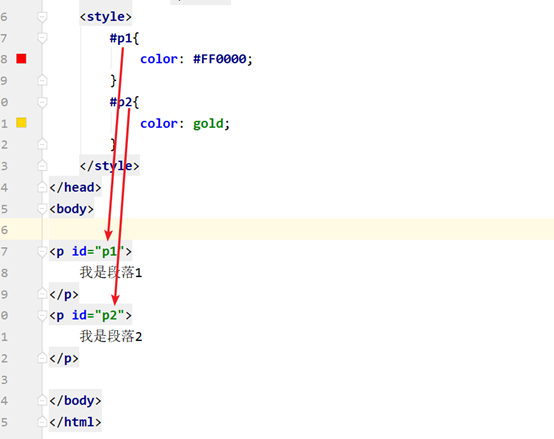 6 <style>
7 #p1{
8 color: #FF0000;
9 }
0 #p2{
1 color: gold;
2 }
3 </style>
4 </head>
5 <body>
6
7 <p id="p1">
8 我是段落1
9 </p>
0 <p id="p2">
1 我是段落2
2 </p>
3
4 </body>
5 </html>